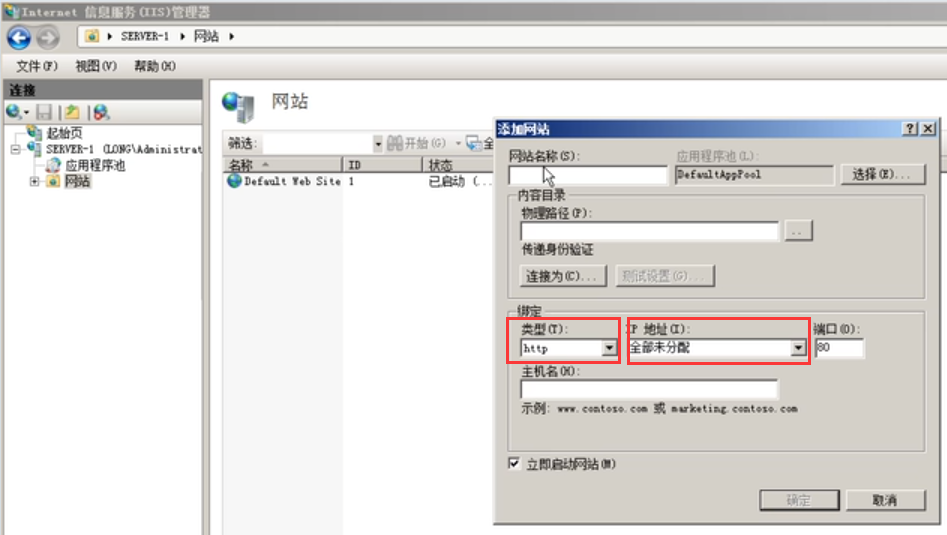 Internet 信息服务(IIS)管理器
SERVER-1 网站
文件(F) 视图(V) 帮助(H)
连接
起始页
SERVER-1 (LONG\Administrat
应用程序池
网站
网站
筛选: 开始(G) 全
名称 ID 状态
Default Web Site 1 已启动 (...
添加网站
网站名称(S):
应用程序池(L):
DefaultAppPool
选择(E)...
内容目录
物理路径(P):
..
传递身份验证
连接为(C)...
测试设置(G)...
绑定
类型(T):
IP 地址(I):
端口(O):
http
全部未分配
80
主机名(H):
示例: www.contoso.com 或 marketing.contoso.com
立即启动网站(M)
确定
取消